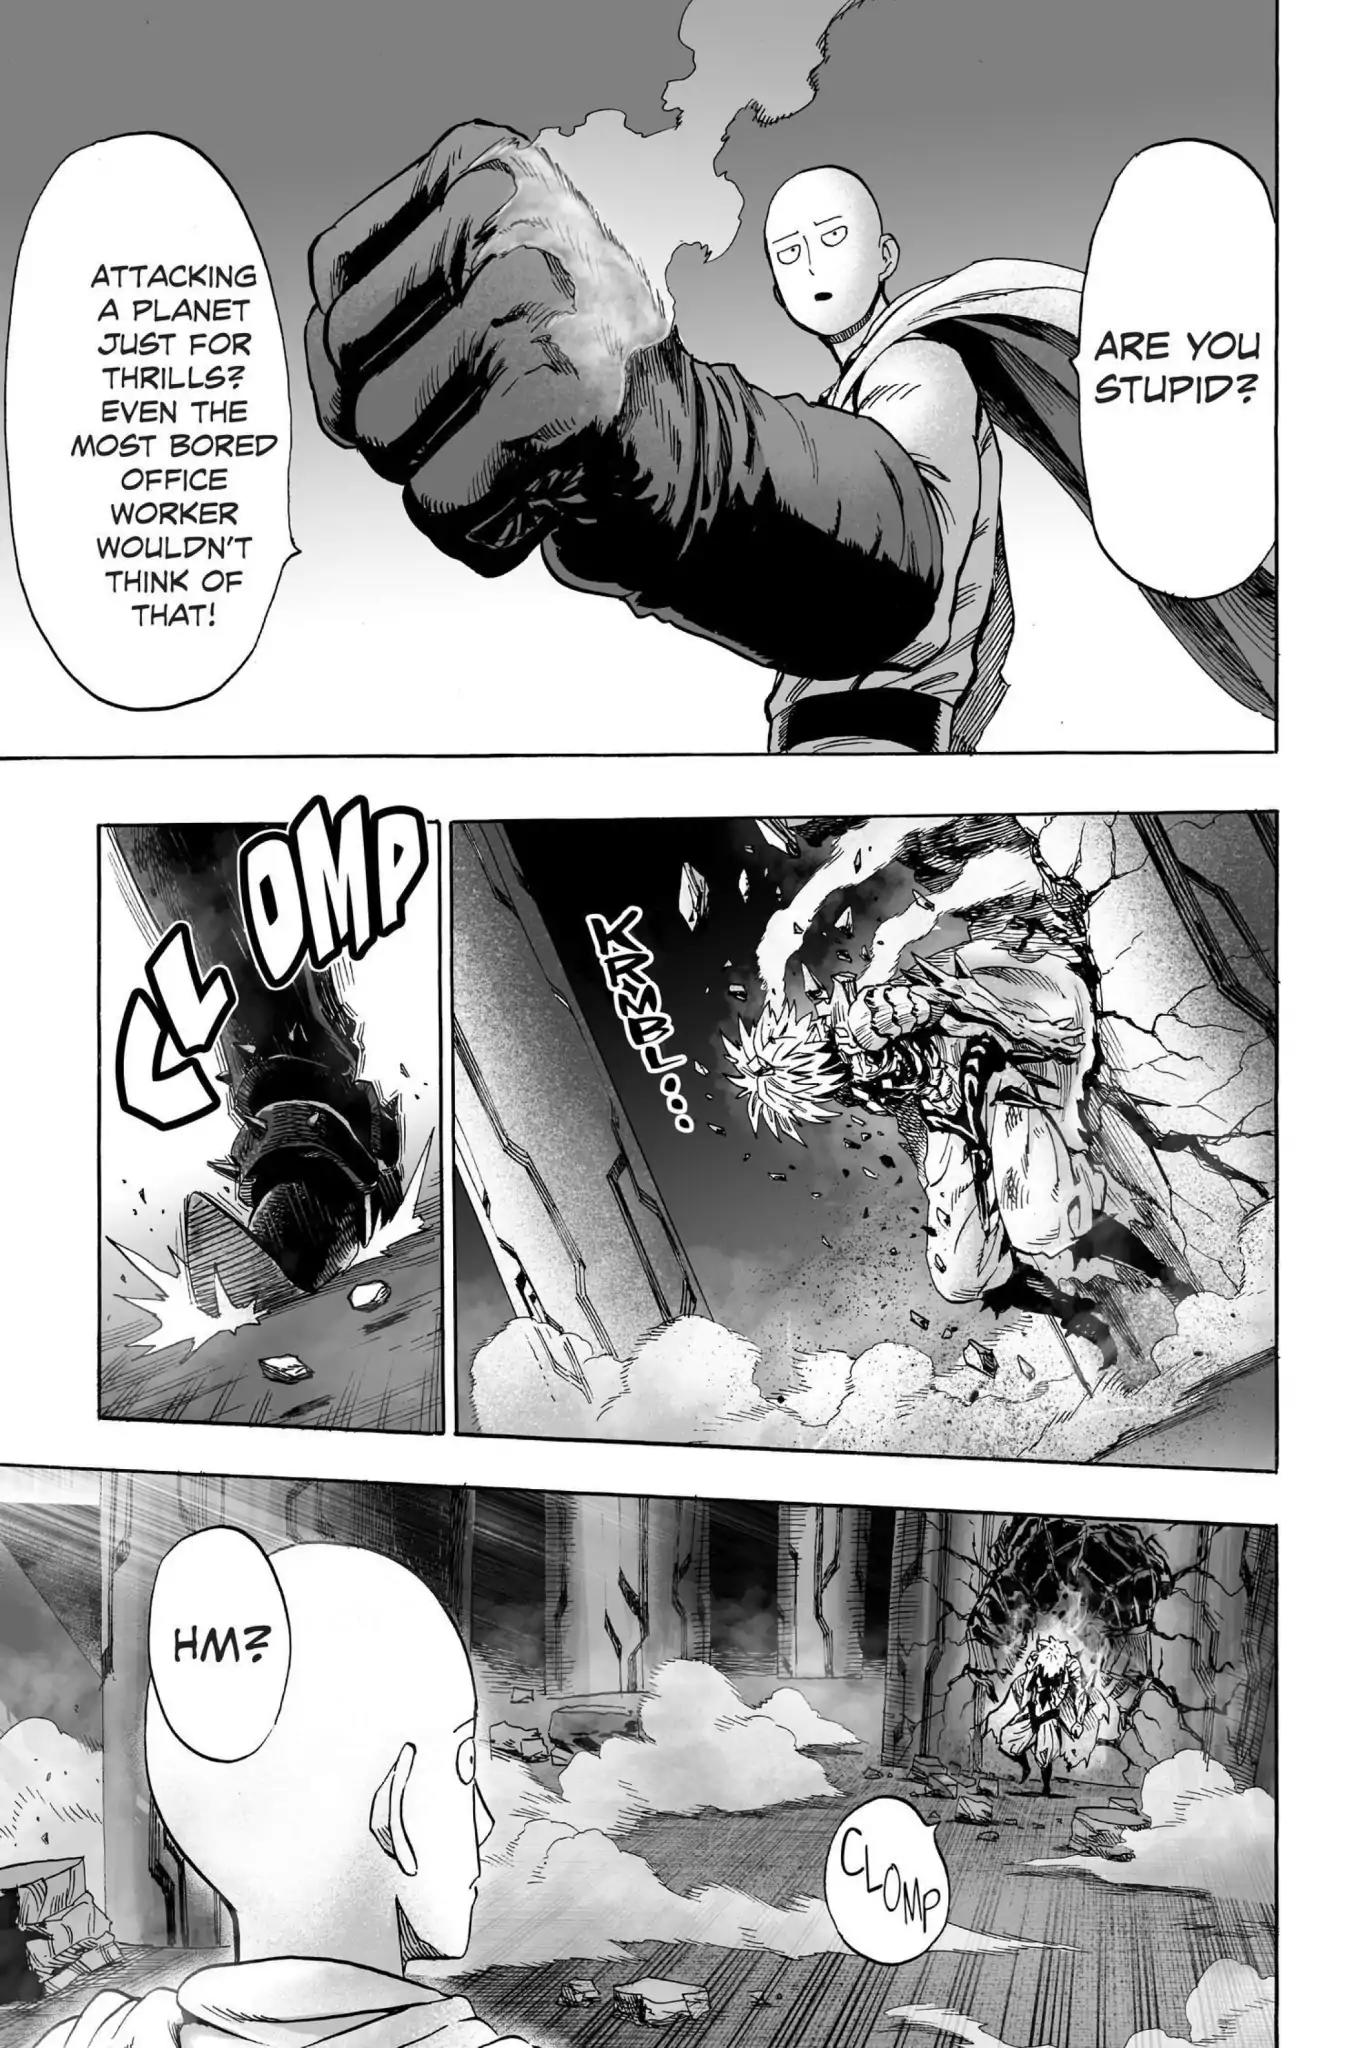 ARE YOU
STUPID?
ATTACKING
A PLANET
JUST FOR
THRILLS?
EVEN THE
MOST BORED
OFFICE
WORKER
WOULDN'T
THINK OF
THAT!
KRMBL...
CLOMP
HM?
CLOMP